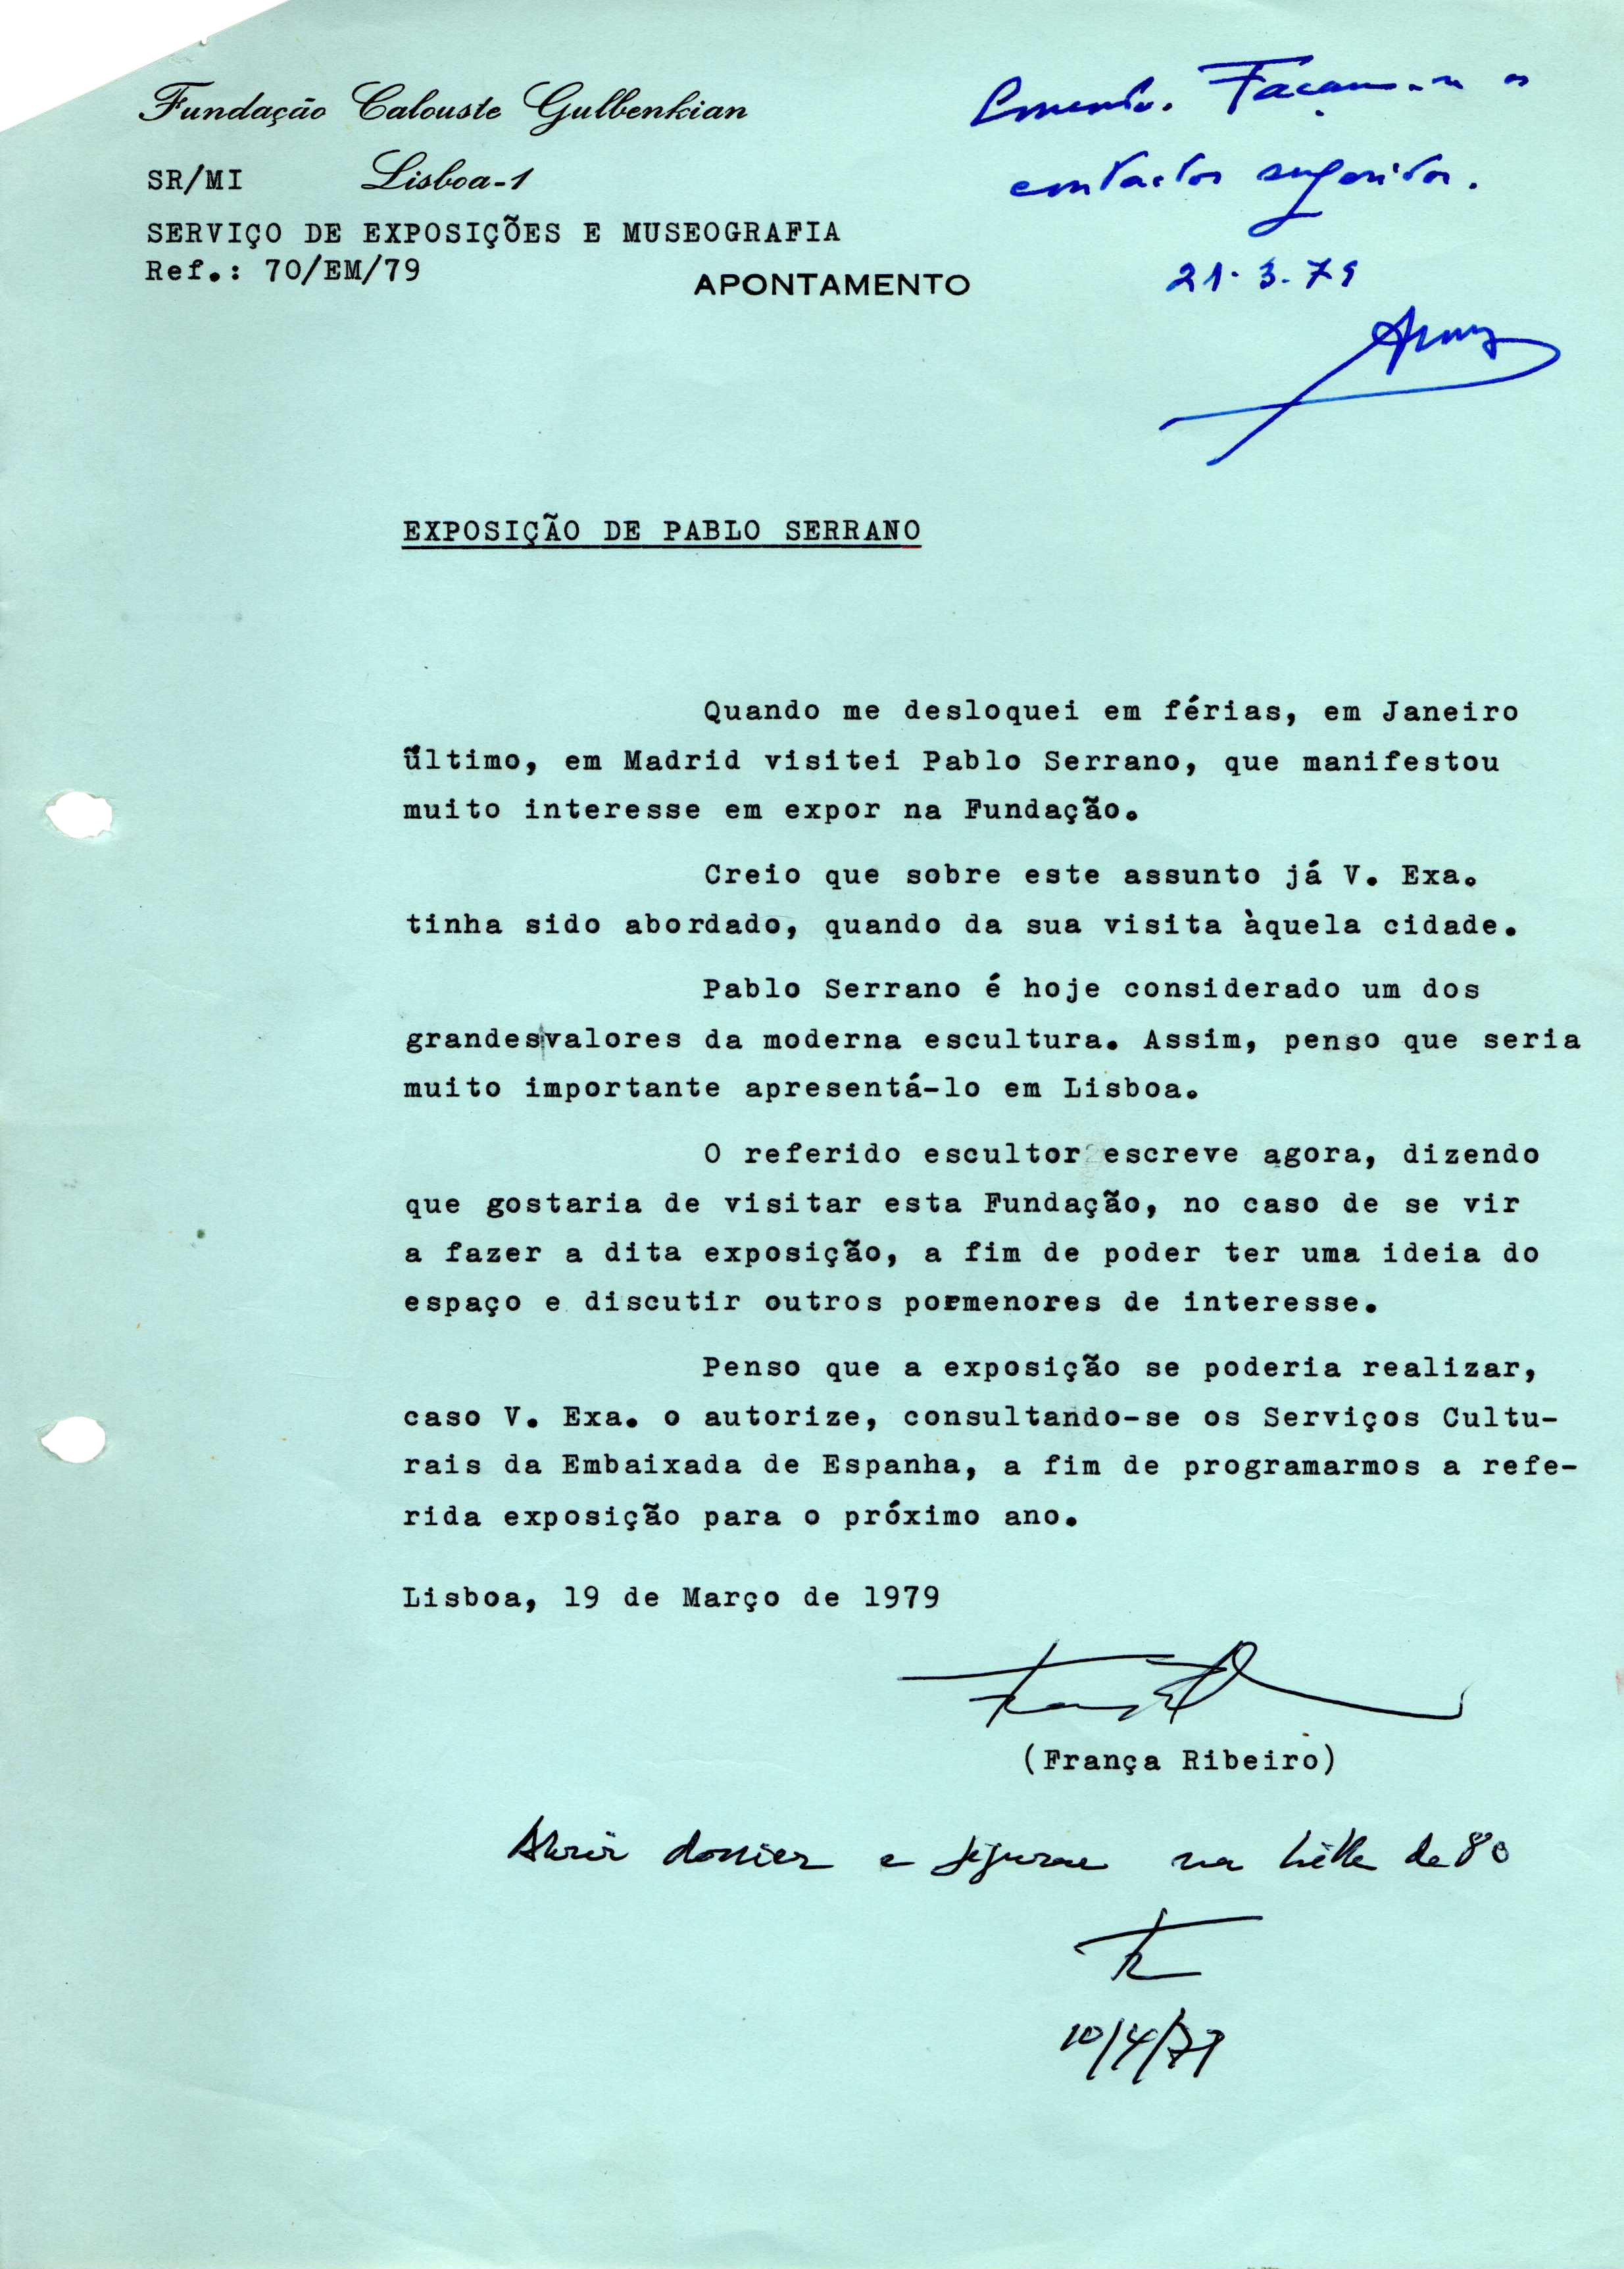 Fundação Calouste Gulbenkian
SR/MI Lisboa-1
SERVIÇO DE EXPOSIÇÕES E MUSEOGRAFIA
Ref.: 70/EM/79
APONTAMENTO
Façam-se os
contactos sugeridos.
21-3-79
EXPOSIÇÃO DE PABLO SERRANO
Quando me desloquei em férias, em Janeiro
último, em Madrid visitei Pablo Serrano, que manifestou
muito interesse em expor na Fundação.
Creio que sobre este assunto já V. Exa.
tinha sido abordado, quando da sua visita àquela cidade.
Pablo Serrano é hoje considerado um dos
grandes valores da moderna escultura. Assim, penso que seria
muito importante apresentá-lo em Lisboa.
O referido escultor escreve agora, dizendo
que gostaria de visitar esta Fundação, no caso de se vir
a fazer a dita exposição, a fim de poder ter uma ideia do
espaço e discutir outros pormenores de interesse.
Penso que a exposição se poderia realizar,
caso V. Exa. o autorize, consultando-se os Serviços Cultu-
rais da Embaixada de Espanha, a fim de programarmos a refe-
rida exposição para o próximo ano.
Lisboa, 19 de Março de 1979
(França Ribeiro)
Abrir dossier e figurar na de 80
10/4/79